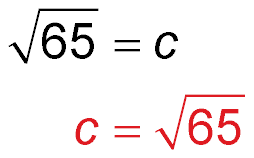 √65 = c
c = √65